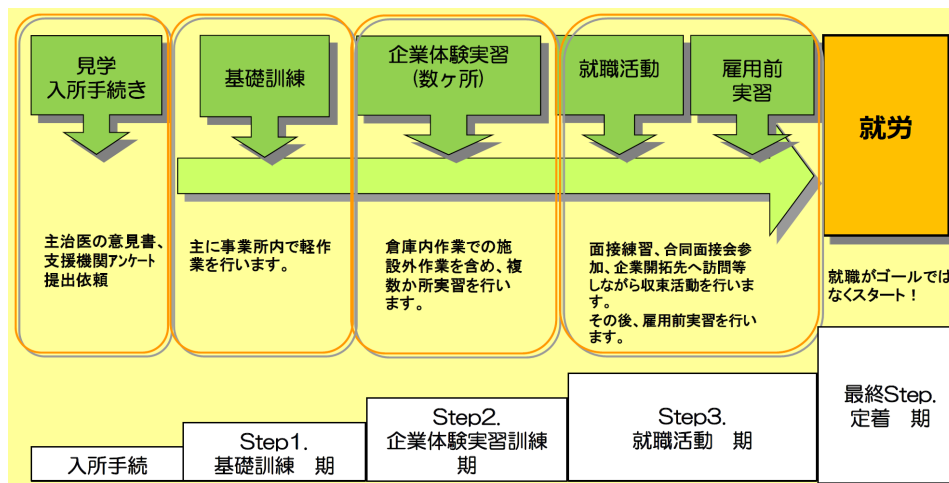 見学
入所手続き
基礎訓練
企業体験実習
(数ヶ所)
就職活動
雇用前
実習
就労
主治医の意見書、
支援機関アンケート
提出依頼
主に事業所内で軽作
業を行います。
倉庫内作業での施
設外作業を含め、複
数か所実習を行い
ます。
面接練習、合同面接会参
加、企業開拓先へ訪問等
しながら収束活動を行いま
す。
その後、雇用前実習を行い
ます。
就職がゴールでは
なくスタート！
入所手続
Step1.
基礎訓練　期
Step2.
企業体験実習訓練
期
Step3.
就職活動　期
最終Step.
定着　期